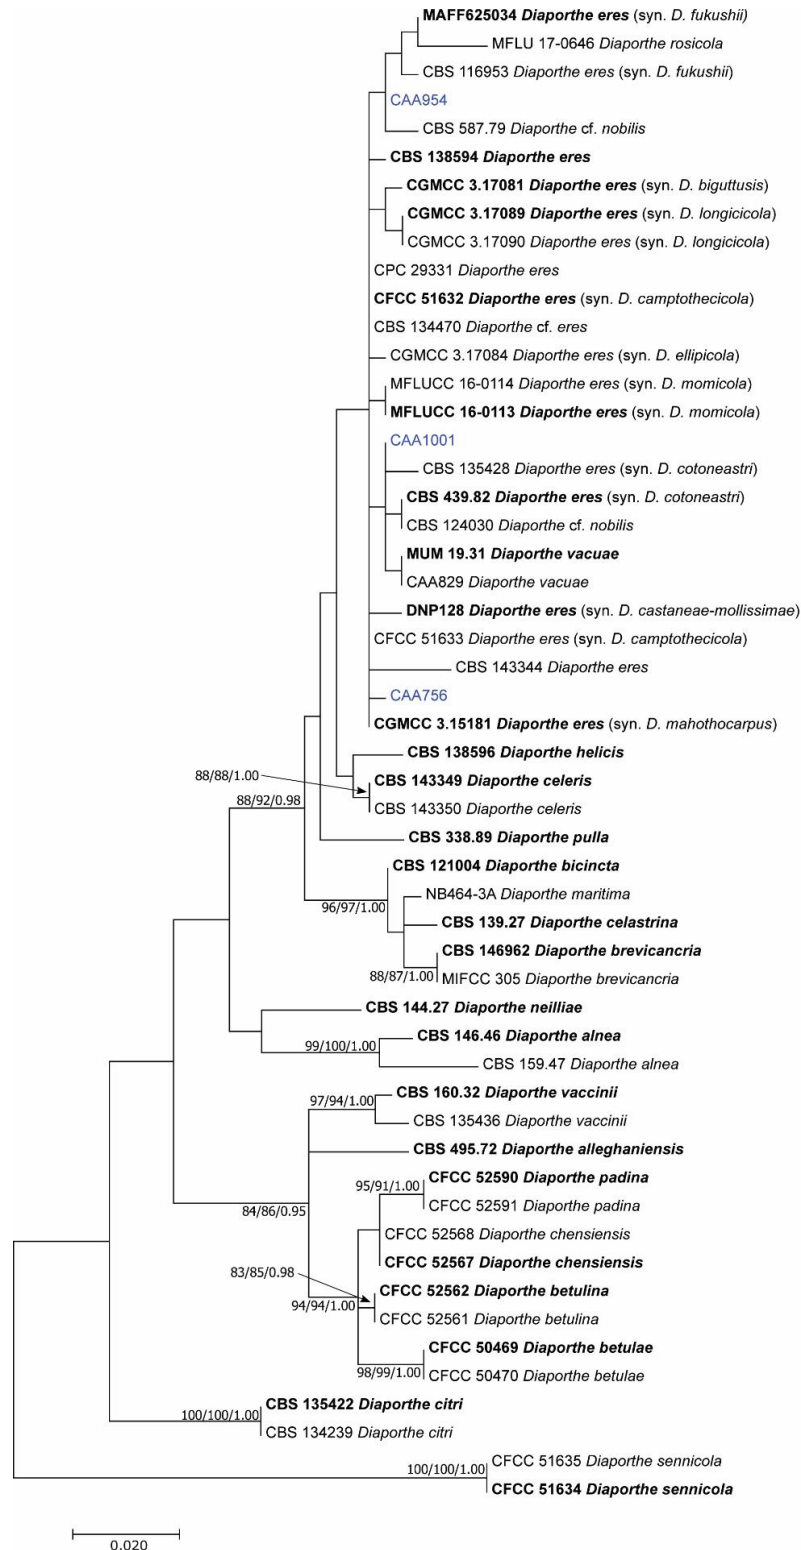 MAFF625034 Diaporthe eres (syn. D. fukushii)
MFLU 17-0646 Diaporthe rosicola
CBS 116953 Diaporthe eres (syn. D. fukushii)
CAA954
CBS 587.79 Diaporthe cf. nobilis
CBS 138594 Diaporthe eres
CGMCC 3.17081 Diaporthe eres (syn. D. biguttusis)
CGMCC 3.17089 Diaporthe eres (syn. D. longicicola)
CGMCC 3.17090 Diaporthe eres (syn. D. longicicola)
CPC 29331 Diaporthe eres
CFCC 51632 Diaporthe eres (syn. D. camptothecicola)
CBS 134470 Diaporthe cf. eres
CGMCC 3.17084 Diaporthe eres (syn. D. ellipicola)
MFLUCC 16-0114 Diaporthe eres (syn. D. momicola)
MFLUCC 16-0113 Diaporthe eres (syn. D. momicola)
CAA1001
CBS 135428 Diaporthe eres (syn. D. cotoneastri)
CBS 439.82 Diaporthe eres (syn. D. cotoneastri)
CBS 124030 Diaporthe cf. nobilis
MUM 19.31 Diaporthe vacuae
CAA829 Diaporthe vacuae
DNP128 Diaporthe eres (syn. D. castaneae-mollissimae)
CFCC 51633 Diaporthe eres (syn. D. camptothecicola)
CBS 143344 Diaporthe eres
CAA756
CGMCC 3.15181 Diaporthe eres (syn. D. mahothocarpus)
CBS 138596 Diaporthe helicis
88/88/1.00
CBS 143349 Diaporthe celeris
88/92/0.98
CBS 143350 Diaporthe celeris
CBS 338.89 Diaporthe pulla
CBS 121004 Diaporthe bicincta
NB464-3A Diaporthe maritima
96/97/1.00
CBS 139.27 Diaporthe celastrina
CBS 146962 Diaporthe brevicancria
88/87/1.00
MIFCC 305 Diaporthe brevicancria
CBS 144.27 Diaporthe neilliae
CBS 146.46 Diaporthe alnea
99/100/1.00
CBS 159.47 Diaporthe alnea
CBS 160.32 Diaporthe vaccinii
97/94/1.00
CBS 135436 Diaporthe vaccinii
CBS 495.72 Diaporthe alleghaniensis
CFCC 52590 Diaporthe padina
95/91/1.00
CFCC 52591 Diaporthe padina
84/86/0.95
CFCC 52568 Diaporthe chensiensis
CFCC 52567 Diaporthe chensiensis
83/85/0.98
CFCC 52562 Diaporthe betulina
94/94/1.00
CFCC 52561 Diaporthe betulina
CFCC 50469 Diaporthe betulae
98/99/1.00
CFCC 50470 Diaporthe betulae
CBS 135422 Diaporthe citri
100/100/1.00
CBS 134239 Diaporthe citri
CFCC 51635 Diaporthe sennicola
100/100/1.00
CFCC 51634 Diaporthe sennicola
0.020